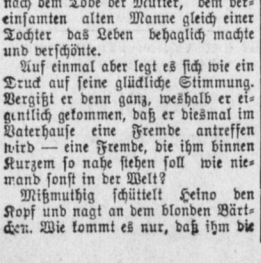 nach dem Tode der Mutter, dem ver-
einsamten alten Manne gleich einer
Tochter das Leben behaglich machte
und verschönte.
Auf einmal aber legt es sich wie ein
Druck auf seine glückliche Stimmung.
Vergißt er denn ganz, weshalb er ei-
gentlich gekommen, daß er diesmal im
Vaterhause eine Fremde antreffen
wird — eine Fremde, die ihm binnen
Kurzem so nahe stehen soll wie nie-
mand sonst in der Welt?
Mißmuthig schüttelt Heino den
Kopf und nagt an dem blonden Bärt-
chen. Wie kommt es nur, daß ihm die